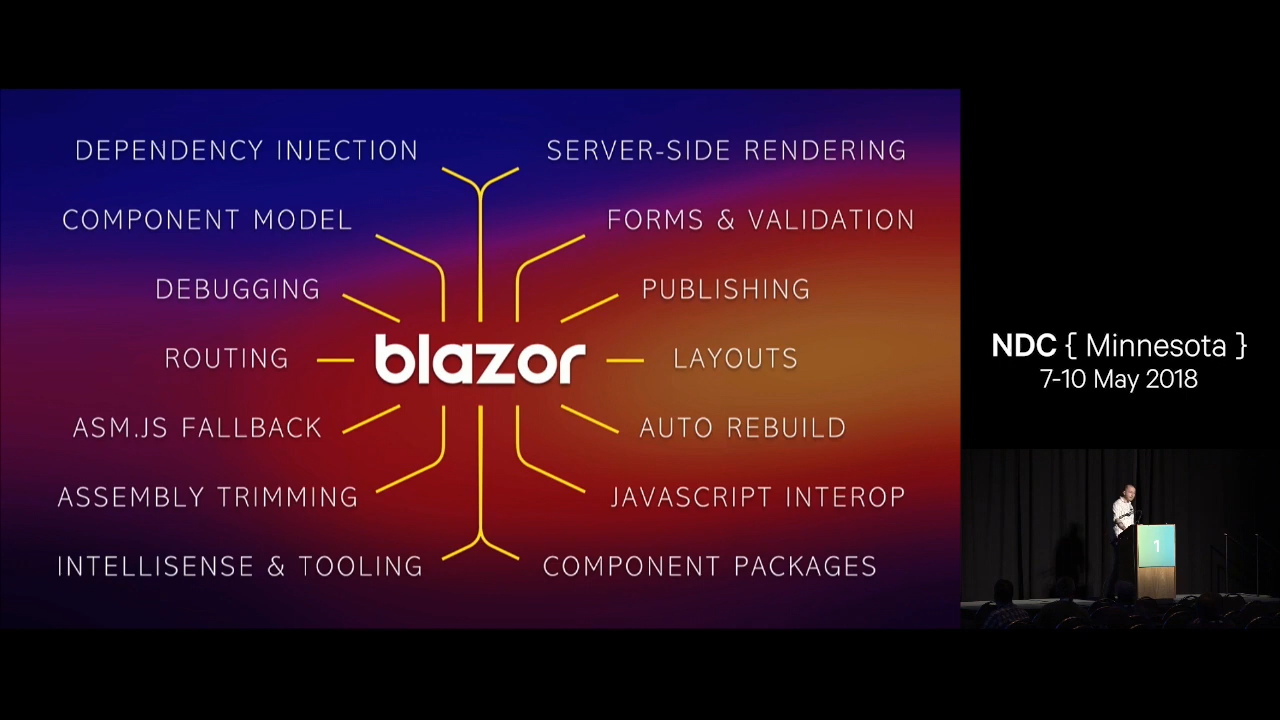 DEPENDENCY INJECTION
SERVER-SIDE RENDERING
COMPONENT MODEL
FORMS & VALIDATION
DEBUGGING
PUBLISHING
ROUTING
blazor
LAYOUTS
ASM.JS FALLBACK
AUTO REBUILD
ASSEMBLY TRIMMING
JAVASCRIPT INTEROP
INTELLISENSE & TOOLING
COMPONENT PACKAGES
NDC { Minnesota }
7-10 May 2018
1